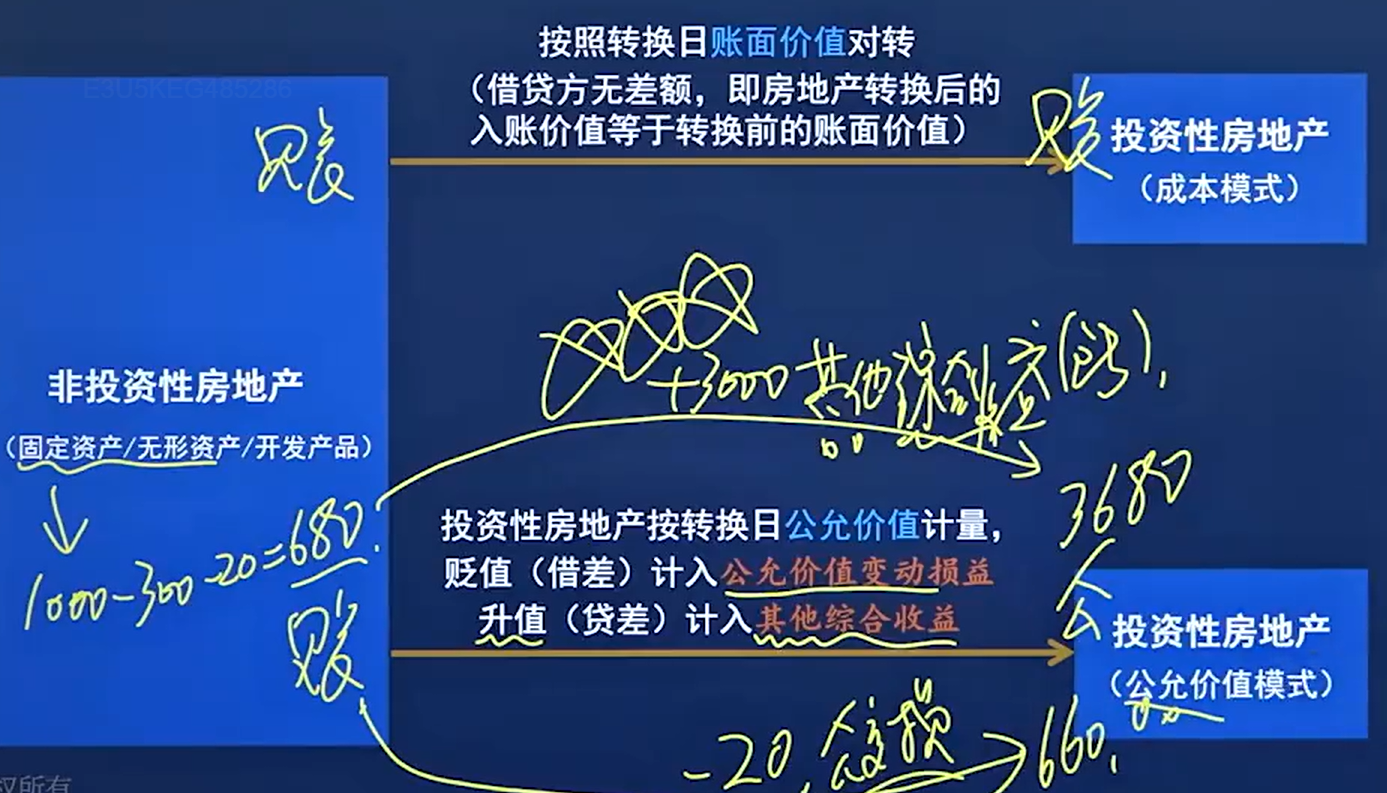 按照转换日账面价值对转
（借贷方无差额，即房地产转换后的
入账价值等于转换前的账面价值）
E3U5KEG485286
账
账
投资性房地产
（成本模式）
+3000 其他综合收益(贷),
非投资性房地产
（固定资产/无形资产/开发产品）
1000-300-20=680.
账
3680
公
投资性房地产按转换日公允价值计量，
贬值（借差）计入公允价值变动损益
升值（贷差）计入其他综合收益
投资性房地产
（公允价值模式）
-20,公变损
660.
权所有